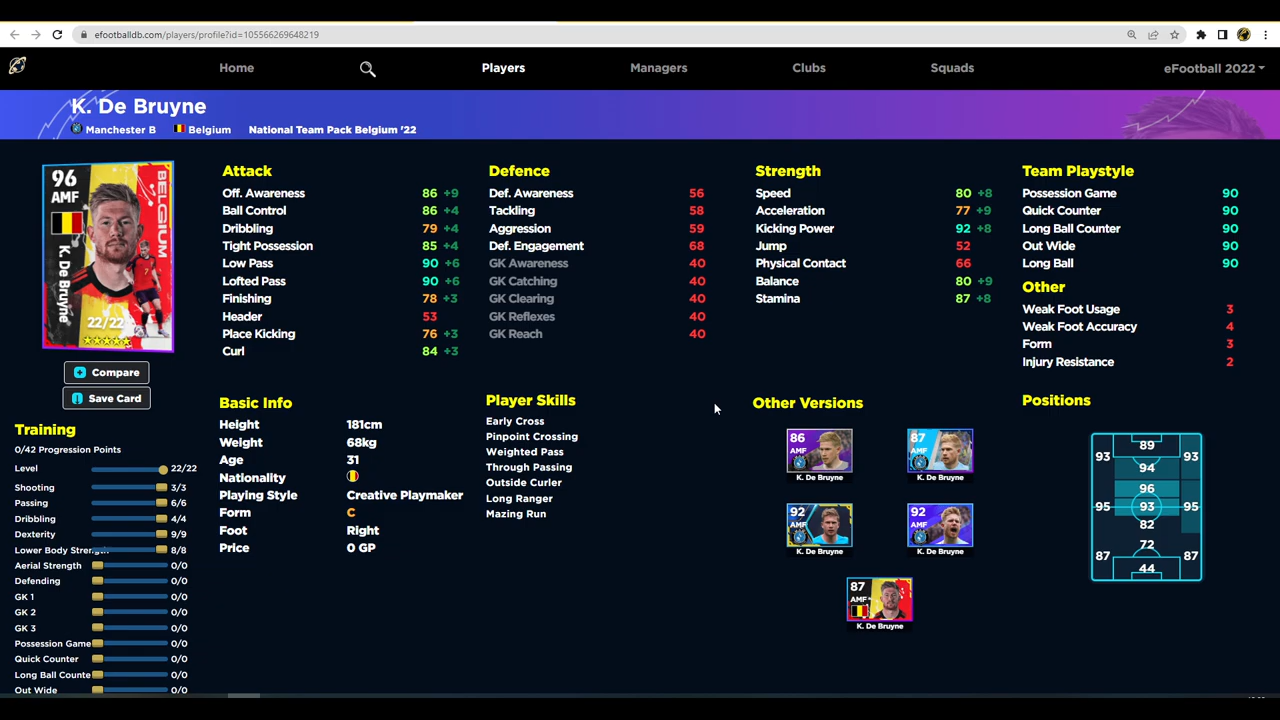 efootballdb.com/players/profile?id=105566269648219
Home Players Managers Clubs Squads eFootball 2022
K. De Bruyne
Manchester B Belgium National Team Pack Belgium '22
96
AMF
BELGIUM
K. De Bruyne
22/22
Compare
Save Card
Training
0/42 Progression Points
Level 22/22
Shooting 3/3
Passing 6/6
Dribbling 4/4
Dexterity 9/9
Lower Body Streng 8/8
Aerial Strength 0/0
Defending 0/0
GK 1 0/0
GK 2 0/0
GK 3 0/0
Possession Game 0/0
Quick Counter 0/0
Long Ball Counte 0/0
Out Wide 0/0
Attack
Off. Awareness 86 +9
Ball Control 86 +4
Dribbling 79 +4
Tight Possession 85 +4
Low Pass 90 +6
Lofted Pass 90 +6
Finishing 78 +3
Header 53
Place Kicking 76 +3
Curl 84 +3
Defence
Def. Awareness 56
Tackling 58
Aggression 59
Def. Engagement 68
GK Awareness 40
GK Catching 40
GK Clearing 40
GK Reflexes 40
GK Reach 40
Strength
Speed 80 +8
Acceleration 77 +9
Kicking Power 92 +8
Jump 52
Physical Contact 66
Balance 80 +9
Stamina 87 +8
Team Playstyle
Possession Game 90
Quick Counter 90
Long Ball Counter 90
Out Wide 90
Long Ball 90
Other
Weak Foot Usage 3
Weak Foot Accuracy 4
Form 3
Injury Resistance 2
Basic Info
Height 181cm
Weight 68kg
Age 31
Nationality
Playing Style Creative Playmaker
Form C
Foot Right
Price 0 GP
Player Skills
Early Cross
Pinpoint Crossing
Weighted Pass
Through Passing
Outside Curler
Long Ranger
Mazing Run
Other Versions
86
AMF
K. De Bruyne
87
AMF
K. De Bruyne
92
AMF
K. De Bruyne
92
AMF
K. De Bruyne
87
AMF
K. De Bruyne
Positions
89
93 94 93
96
95 93 95
82
87 72 87
44